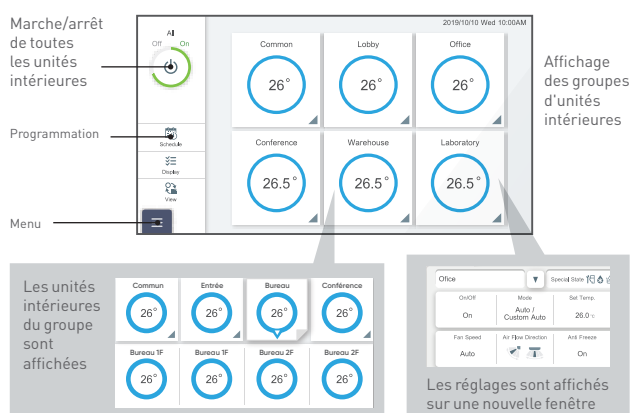 Marche/arrêt
de toutes
les unités
intérieures
Programmation
Menu
All
Off On
Schedule
Display
View
2019/10/10 Wed 10:00AM
Common Lobby Office
26° 26° 26°
Conference Warehouse Laboratory
26.5° 26.5° 26.5°
Affichage
des groupes
d'unités
intérieures
Les unités
intérieures
du groupe
sont
affichées
Commun Entrée Bureau Conférence
26° 26° 26° 26°
Bureau 1F Bureau 1F Bureau 2F Bureau 2F
26° 26° 26° 26°
Ofice Special State
On/Off Mode Set Temp.
On Auto / Custom Auto 26.0 °c
Fan Speed Air Flow Direction Anti Freeze
Auto On
Les réglages sont affichés
sur une nouvelle fenêtre